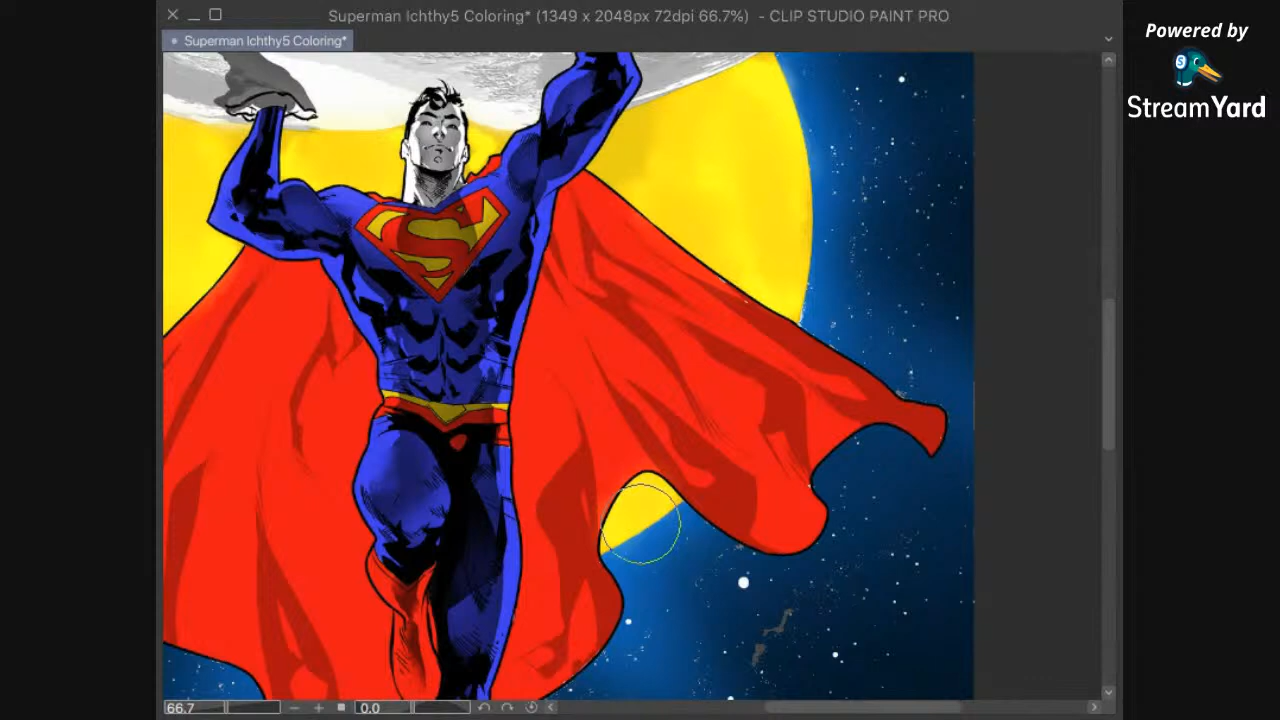 Superman Ichthy5 Coloring* (1349 x 2048px 72dpi 66.7%) - CLIP STUDIO PAINT PRO
Superman Ichthy5 Coloring*
Powered by
S
StreamYard
S
66.7
0.0